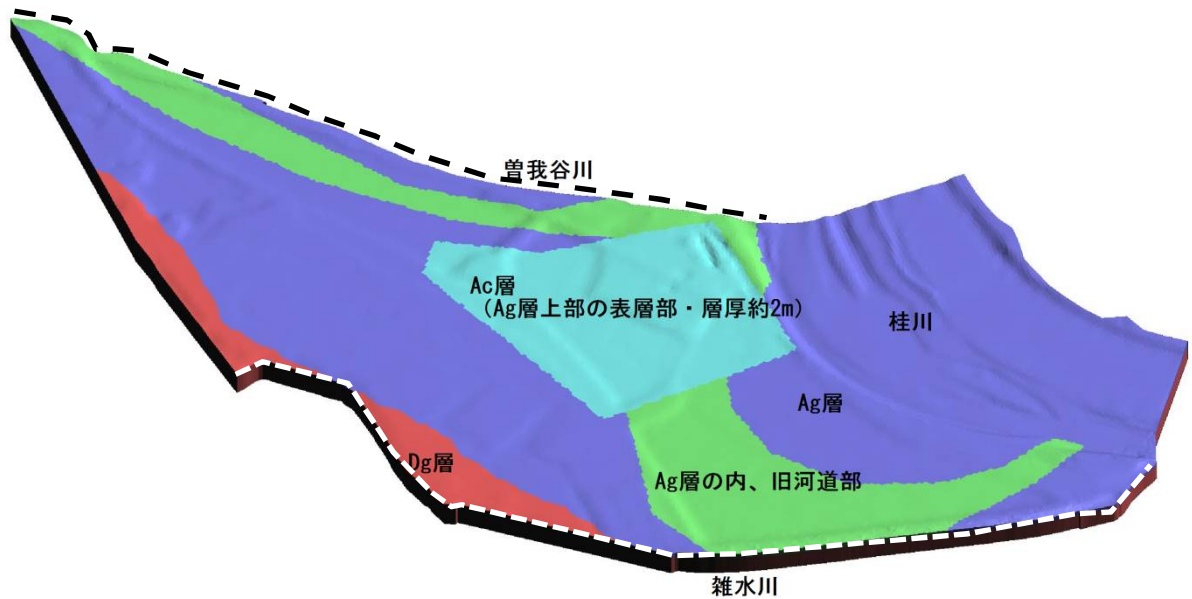 曽我谷川
Ac層
(Ag層上部の表層部・層厚約2m)
桂川
Ag層
Dg層
Ag層の内、旧河道部
雑水川